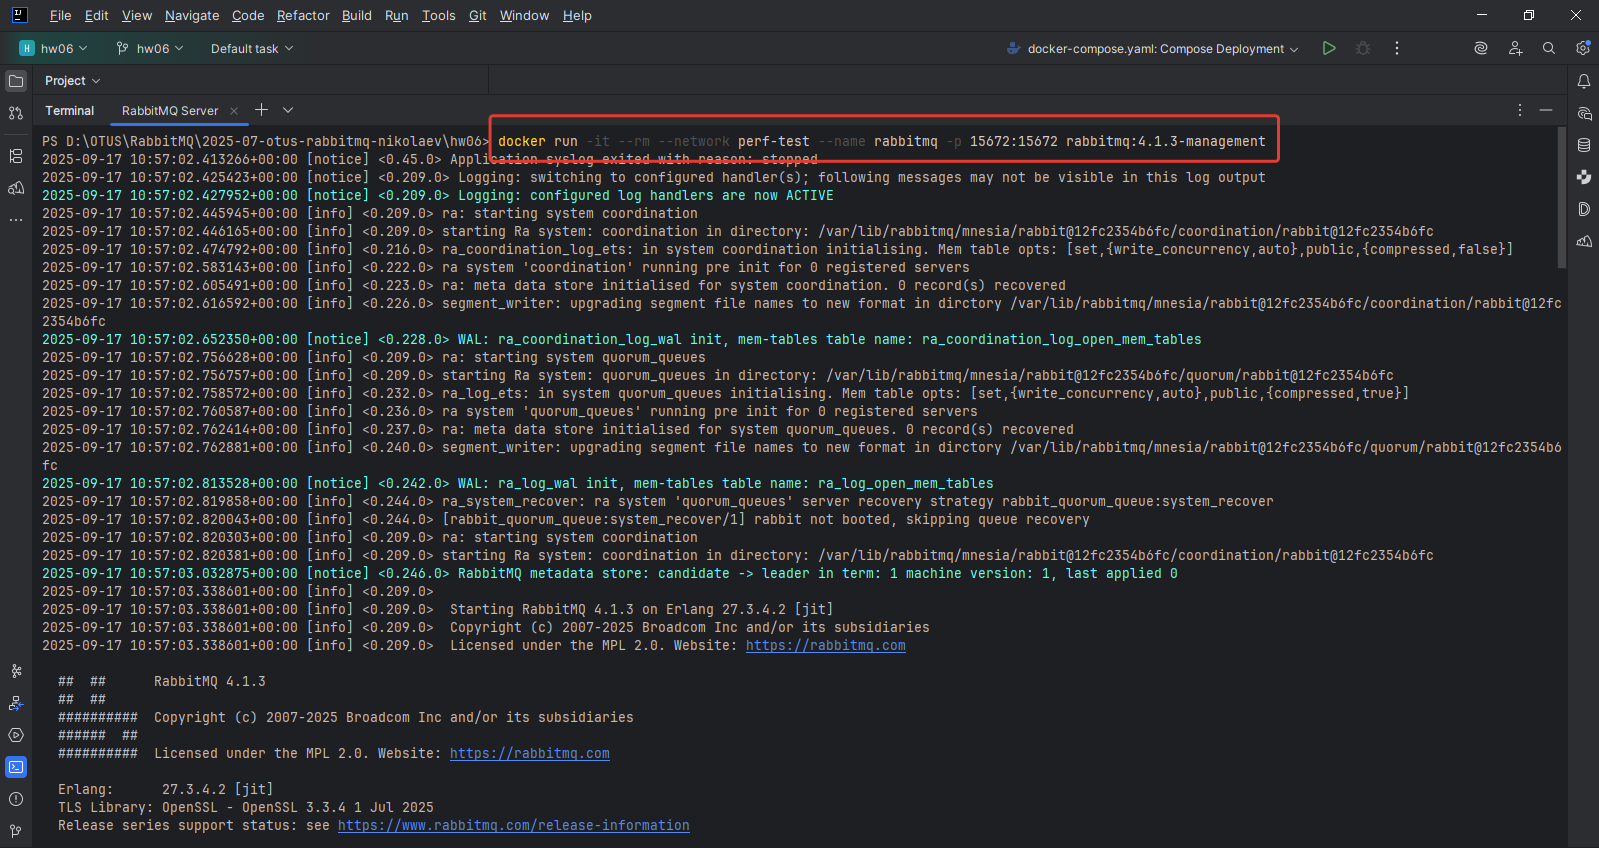 File Edit View Navigate Code Refactor Build Run Tools Git Window Help
H hw06 hw06 Default task docker-compose.yaml: Compose Deployment
Project
Terminal RabbitMQ Server
PS D:\OTUS\RabbitMQ\2025-07-otus-rabbitmq-nikolaev\hw06> docker run -it --rm --network perf-test --name rabbitmq -p 15672:15672 rabbitmq:4.1.3-management
2025-09-17 10:57:02.413266+00:00 [notice] <0.45.0> Application syslog exited with reason: stopped
2025-09-17 10:57:02.425423+00:00 [notice] <0.209.0> Logging: switching to configured handler(s); following messages may not be visible in this log output
2025-09-17 10:57:02.427952+00:00 [notice] <0.209.0> Logging: configured log handlers are now ACTIVE
2025-09-17 10:57:02.445945+00:00 [info] <0.209.0> ra: starting system coordination
2025-09-17 10:57:02.446165+00:00 [info] <0.209.0> starting Ra system: coordination in directory: /var/lib/rabbitmq/mnesia/rabbit@12fc2354b6fc/coordination/rabbit@12fc2354b6fc
2025-09-17 10:57:02.474792+00:00 [info] <0.216.0> ra_coordination_log_ets: in system coordination initialising. Mem table opts: [set,{write_concurrency,auto},public,{compressed,false}]
2025-09-17 10:57:02.583143+00:00 [info] <0.222.0> ra system 'coordination' running pre init for 0 registered servers
2025-09-17 10:57:02.605491+00:00 [info] <0.223.0> ra: meta data store initialised for system coordination. 0 record(s) recovered
2025-09-17 10:57:02.616592+00:00 [info] <0.226.0> segment_writer: upgrading segment file names to new format in dirctory /var/lib/rabbitmq/mnesia/rabbit@12fc2354b6fc/coordination/rabbit@12fc
2354b6fc
2025-09-17 10:57:02.652350+00:00 [notice] <0.228.0> WAL: ra_coordination_log_wal init, mem-tables table name: ra_coordination_log_open_mem_tables
2025-09-17 10:57:02.756628+00:00 [info] <0.209.0> ra: starting system quorum_queues
2025-09-17 10:57:02.756757+00:00 [info] <0.209.0> starting Ra system: quorum_queues in directory: /var/lib/rabbitmq/mnesia/rabbit@12fc2354b6fc/quorum/rabbit@12fc2354b6fc
2025-09-17 10:57:02.758572+00:00 [info] <0.232.0> ra_log_ets: in system quorum_queues initialising. Mem table opts: [set,{write_concurrency,auto},public,{compressed,true}]
2025-09-17 10:57:02.760587+00:00 [info] <0.236.0> ra system 'quorum_queues' running pre init for 0 registered servers
2025-09-17 10:57:02.762414+00:00 [info] <0.237.0> ra: meta data store initialised for system quorum_queues. 0 record(s) recovered
2025-09-17 10:57:02.762881+00:00 [info] <0.240.0> segment_writer: upgrading segment file names to new format in dirctory /var/lib/rabbitmq/mnesia/rabbit@12fc2354b6fc/quorum/rabbit@12fc2354b6
fc
2025-09-17 10:57:02.813528+00:00 [notice] <0.242.0> WAL: ra_log_wal init, mem-tables table name: ra_log_open_mem_tables
2025-09-17 10:57:02.819858+00:00 [info] <0.244.0> ra_system_recover: ra system 'quorum_queues' server recovery strategy rabbit_quorum_queue:system_recover
2025-09-17 10:57:02.820043+00:00 [info] <0.244.0> [rabbit_quorum_queue:system_recover/1] rabbit not booted, skipping queue recovery
2025-09-17 10:57:02.820303+00:00 [info] <0.209.0> ra: starting system coordination
2025-09-17 10:57:02.820381+00:00 [info] <0.209.0> starting Ra system: coordination in directory: /var/lib/rabbitmq/mnesia/rabbit@12fc2354b6fc/coordination/rabbit@12fc2354b6fc
2025-09-17 10:57:03.032875+00:00 [notice] <0.246.0> RabbitMQ metadata store: candidate -> leader in term: 1 machine version: 1, last applied 0
2025-09-17 10:57:03.338601+00:00 [info] <0.209.0>
2025-09-17 10:57:03.338601+00:00 [info] <0.209.0>  Starting RabbitMQ 4.1.3 on Erlang 27.3.4.2 [jit]
2025-09-17 10:57:03.338601+00:00 [info] <0.209.0>  Copyright (c) 2007-2025 Broadcom Inc and/or its subsidiaries
2025-09-17 10:57:03.338601+00:00 [info] <0.209.0>  Licensed under the MPL 2.0. Website: https://rabbitmq.com
##  ##      RabbitMQ 4.1.3
##  ##
##########  Copyright (c) 2007-2025 Broadcom Inc and/or its subsidiaries
######  ##
##########  Licensed under the MPL 2.0. Website: https://rabbitmq.com
Erlang:      27.3.4.2 [jit]
TLS Library: OpenSSL - OpenSSL 3.3.4 1 Jul 2025
Release series support status: see https://www.rabbitmq.com/release-information